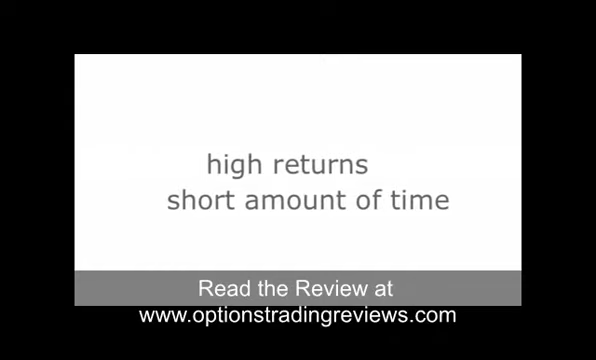 high returns
short amount of time
Read the Review at
www.optionstradingreviews.com